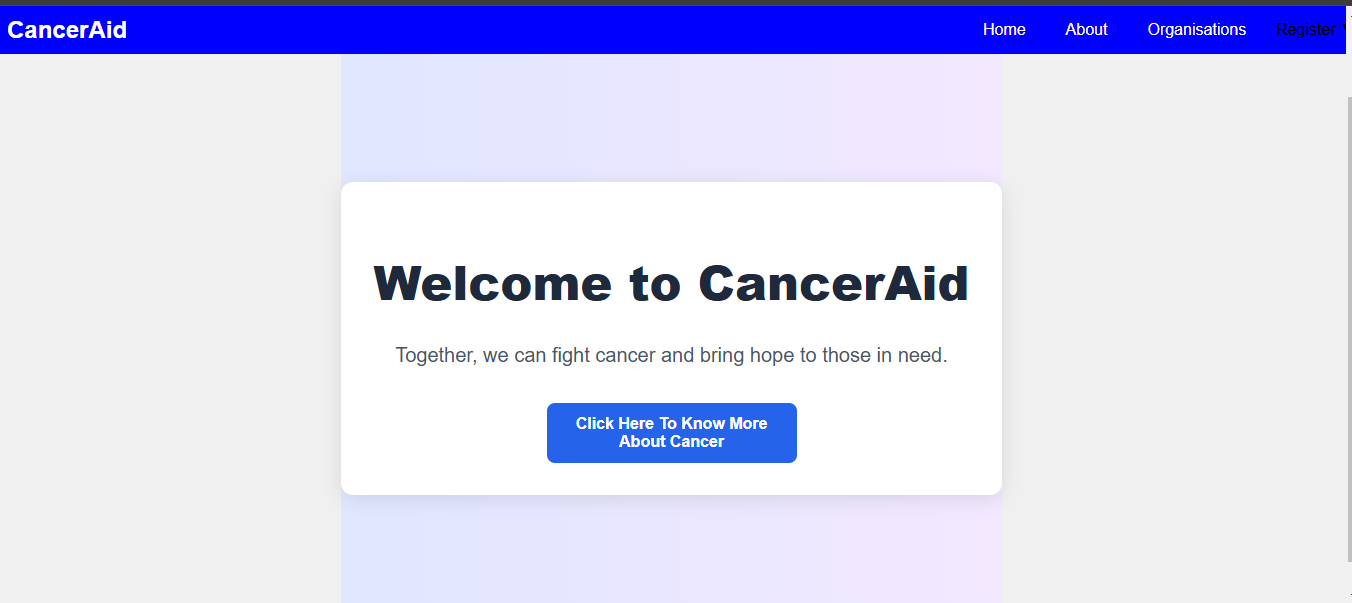 CancerAid
Home About Organisations Register
Welcome to CancerAid
Together, we can fight cancer and bring hope to those in need.
Click Here To Know More
About Cancer